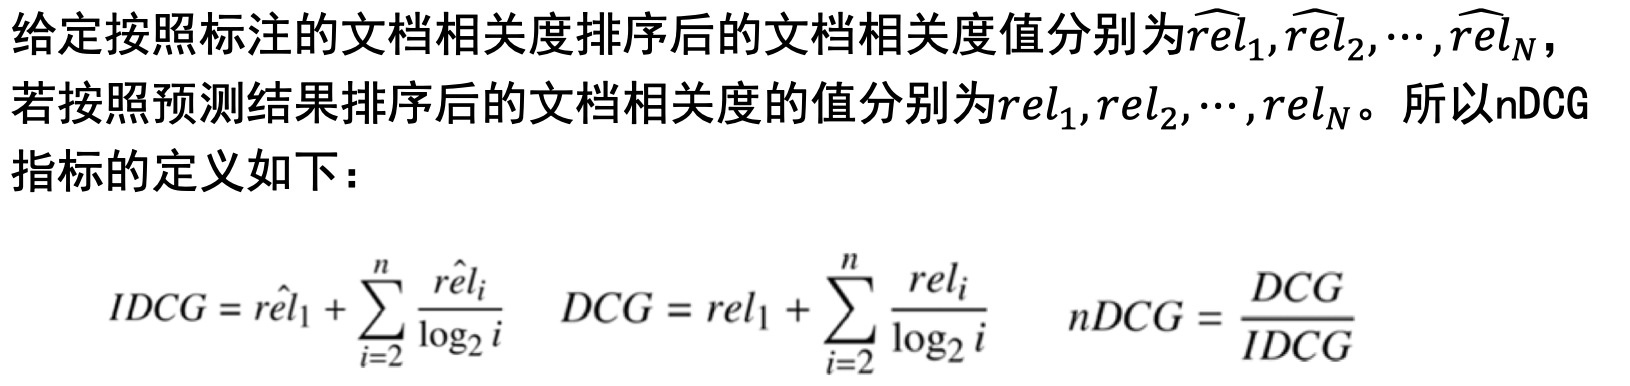 给定按照标注的文档相关度排序后的文档相关度值分别为$\widehat{rel}_1, \widehat{rel}_2, \cdots, \widehat{rel}_N$，
若按照预测结果排序后的文档相关度的值分别为$rel_1, rel_2, \cdots, rel_N$。所以nDCG
指标的定义如下：
$IDCG = \hat{rel}_1 + \sum_{i=2}^{n} \frac{\hat{rel}_i}{\log_2 i}$ $DCG = rel_1 + \sum_{i=2}^{n} \frac{rel_i}{\log_2 i}$ $nDCG = \frac{DCG}{IDCG}$